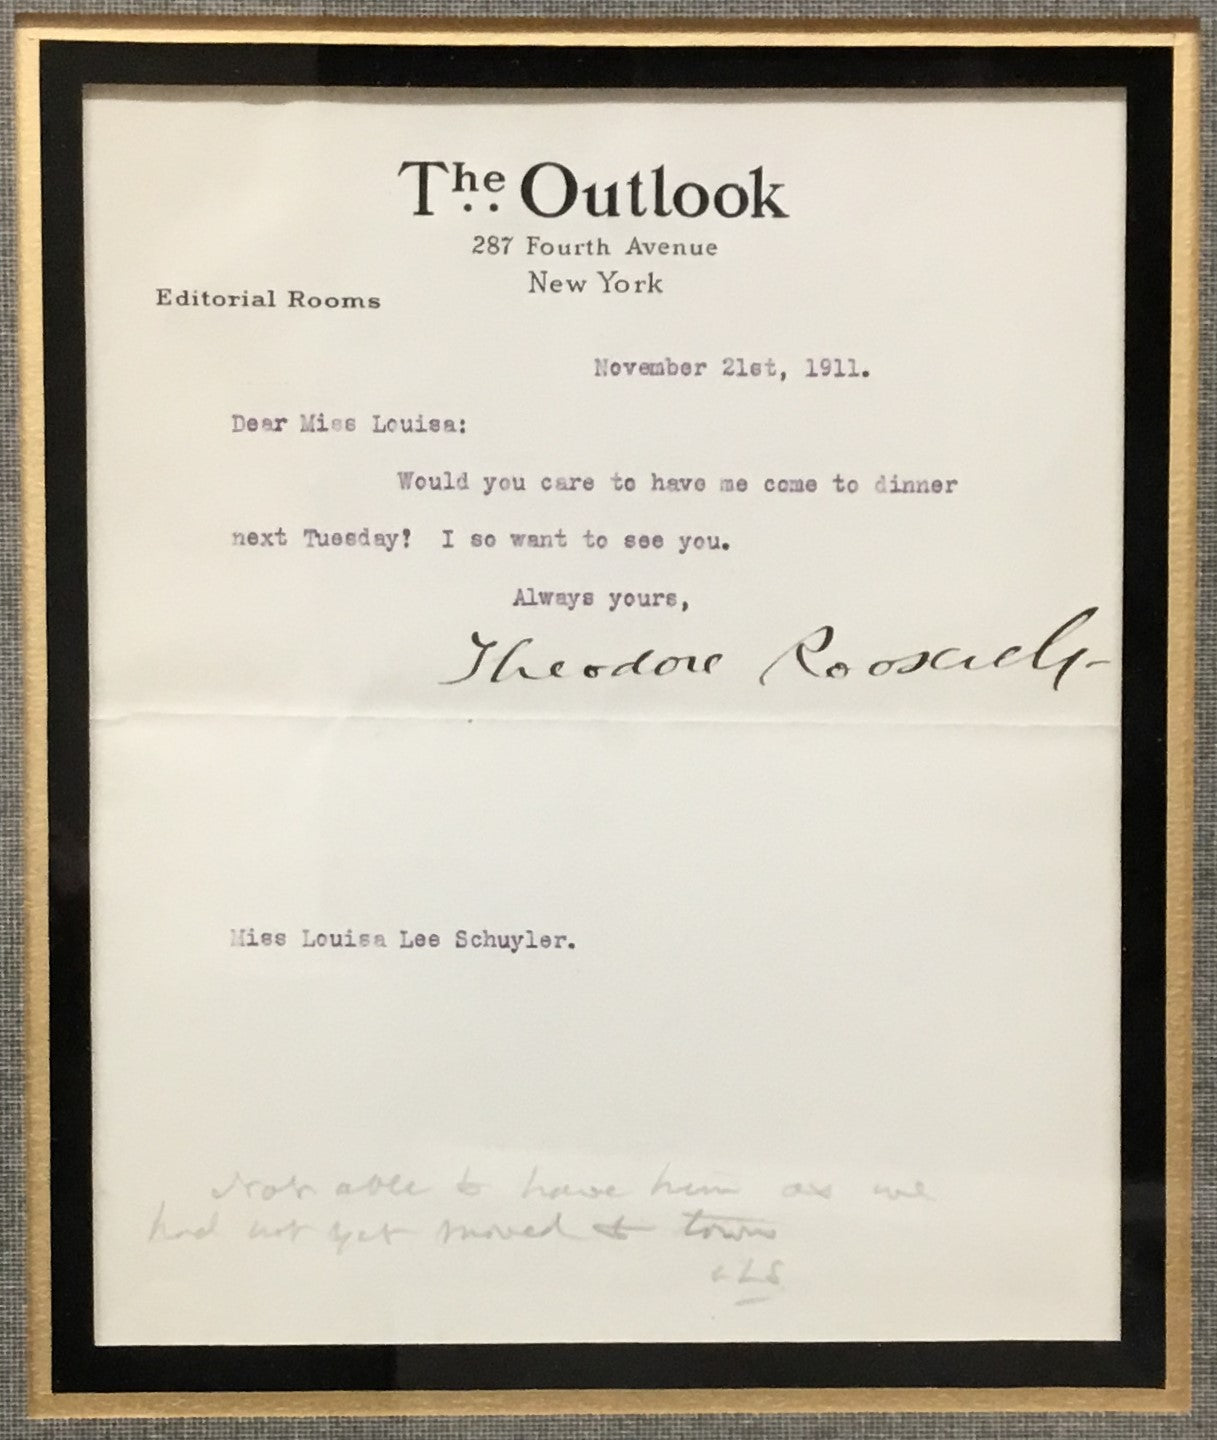 The Outlook
287 Fourth Avenue
New York
Editorial Rooms
November 21st, 1911.
Dear Miss Louisa:
Would you care to have me come to dinner
next Tuesday? I so want to see you.
Always yours,
Theodore Roosevelt
Miss Louisa Lee Schuyler.
Not able to have him as we
had not yet moved to town
LLS